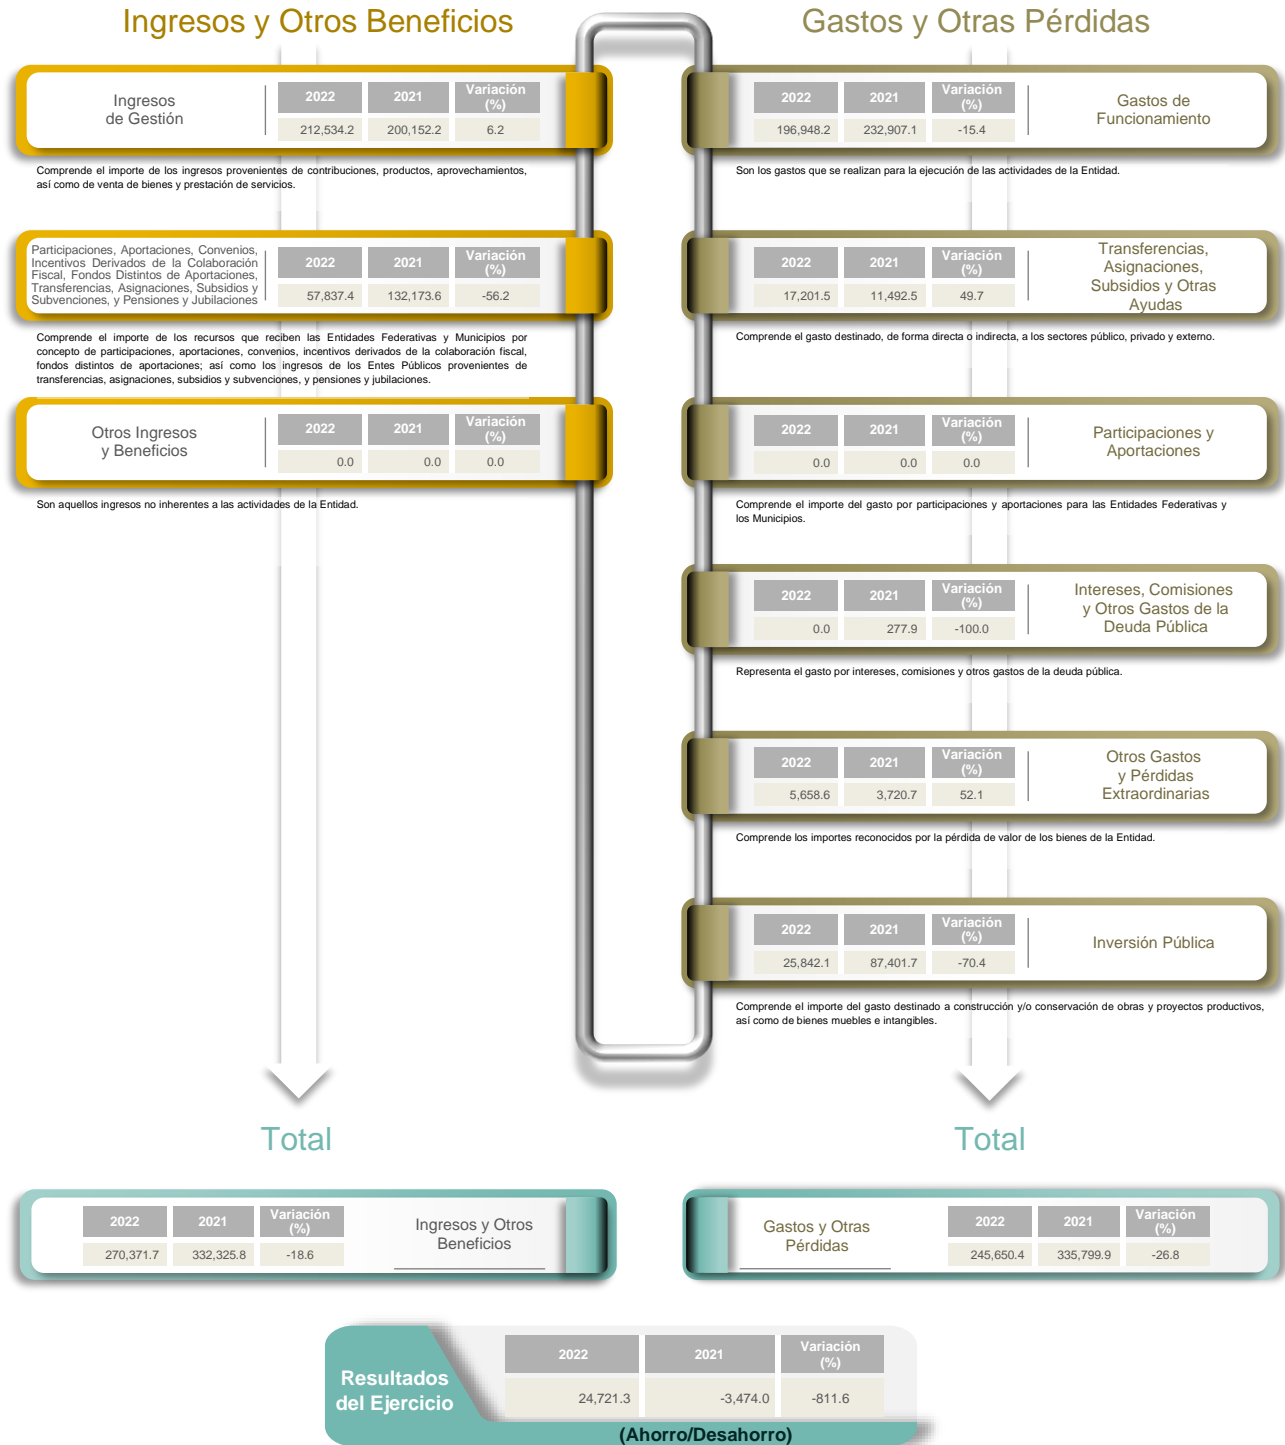 Ingresos y Otros Beneficios
Ingresos
de Gestión
2022 2021 Variación
(%)
212,534.2 200,152.2 6.2
Comprende el importe de los ingresos provenientes de contribuciones, productos, aprovechamientos,
así como de venta de bienes y prestación de servicios.
Participaciones, Aportaciones, Convenios,
Incentivos Derivados de la Colaboración
Fiscal, Fondos Distintos de Aportaciones,
Transferencias, Asignaciones, Subsidios y
Subvenciones, y Pensiones y Jubilaciones
2022 2021 Variación
(%)
57,837.4 132,173.6 -56.2
Comprende el importe de los recursos que reciben las Entidades Federativas y Municipios por
concepto de participaciones, aportaciones, convenios, incentivos derivados de la colaboración fiscal,
fondos distintos de aportaciones; así como los ingresos de los Entes Públicos provenientes de
transferencias, asignaciones, subsidios y subvenciones, y pensiones y jubilaciones.
Otros Ingresos
y Beneficios
2022 2021 Variación
(%)
0.0 0.0 0.0
Son aquellos ingresos no inherentes a las actividades de la Entidad.
Gastos y Otras Pérdidas
2022 2021 Variación
(%)
196,948.2 232,907.1 -15.4
Gastos de
Funcionamiento
Son los gastos que se realizan para la ejecución de las actividades de la Entidad.
2022 2021 Variación
(%)
17,201.5 11,492.5 49.7
Transferencias,
Asignaciones,
Subsidios y Otras
Ayudas
Comprende el gasto destinado, de forma directa o indirecta, a los sectores público, privado y externo.
2022 2021 Variación
(%)
0.0 0.0 0.0
Participaciones y
Aportaciones
Comprende el importe del gasto por participaciones y aportaciones para las Entidades Federativas y
los Municipios.
2022 2021 Variación
(%)
0.0 277.9 -100.0
Intereses, Comisiones
y Otros Gastos de la
Deuda Pública
Representa el gasto por intereses, comisiones y otros gastos de la deuda pública.
2022 2021 Variación
(%)
5,658.6 3,720.7 52.1
Otros Gastos
y Pérdidas
Extraordinarias
Comprende los importes reconocidos por la pérdida de valor de los bienes de la Entidad.
2022 2021 Variación
(%)
25,842.1 87,401.7 -70.4
Inversión Pública
Comprende el importe del gasto destinado a construcción y/o conservación de obras y proyectos productivos,
así como de bienes muebles e intangibles.
Total
2022 2021 Variación
(%)
270,371.7 332,325.8 -18.6
Ingresos y Otros
Beneficios
Total
Gastos y Otras
Pérdidas
2022 2021 Variación
(%)
245,650.4 335,799.9 -26.8
Resultados
del Ejercicio
2022 2021 Variación
(%)
24,721.3 -3,474.0 -811.6
(Ahorro/Desahorro)